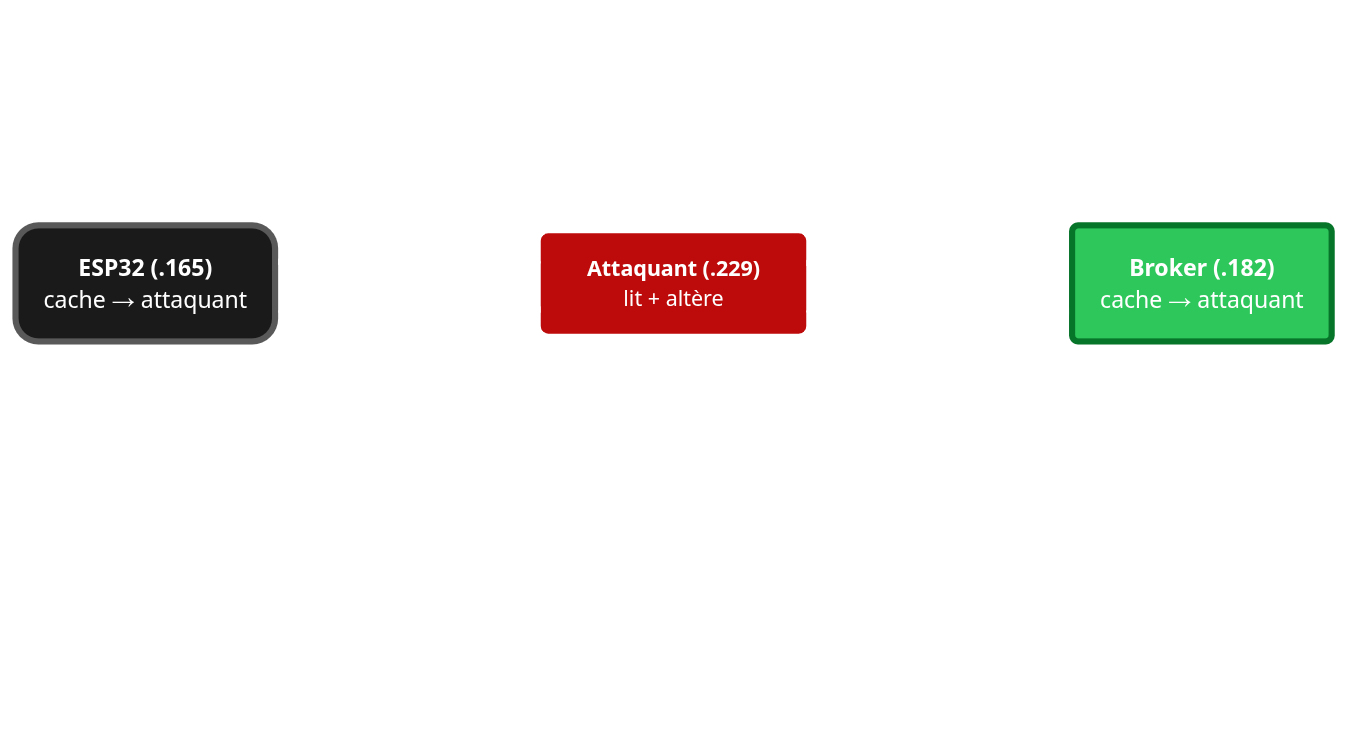 ESP32 (.165)
cache → attaquant
Attaquant (.229)
lit + altère
Broker (.182)
cache → attaquant